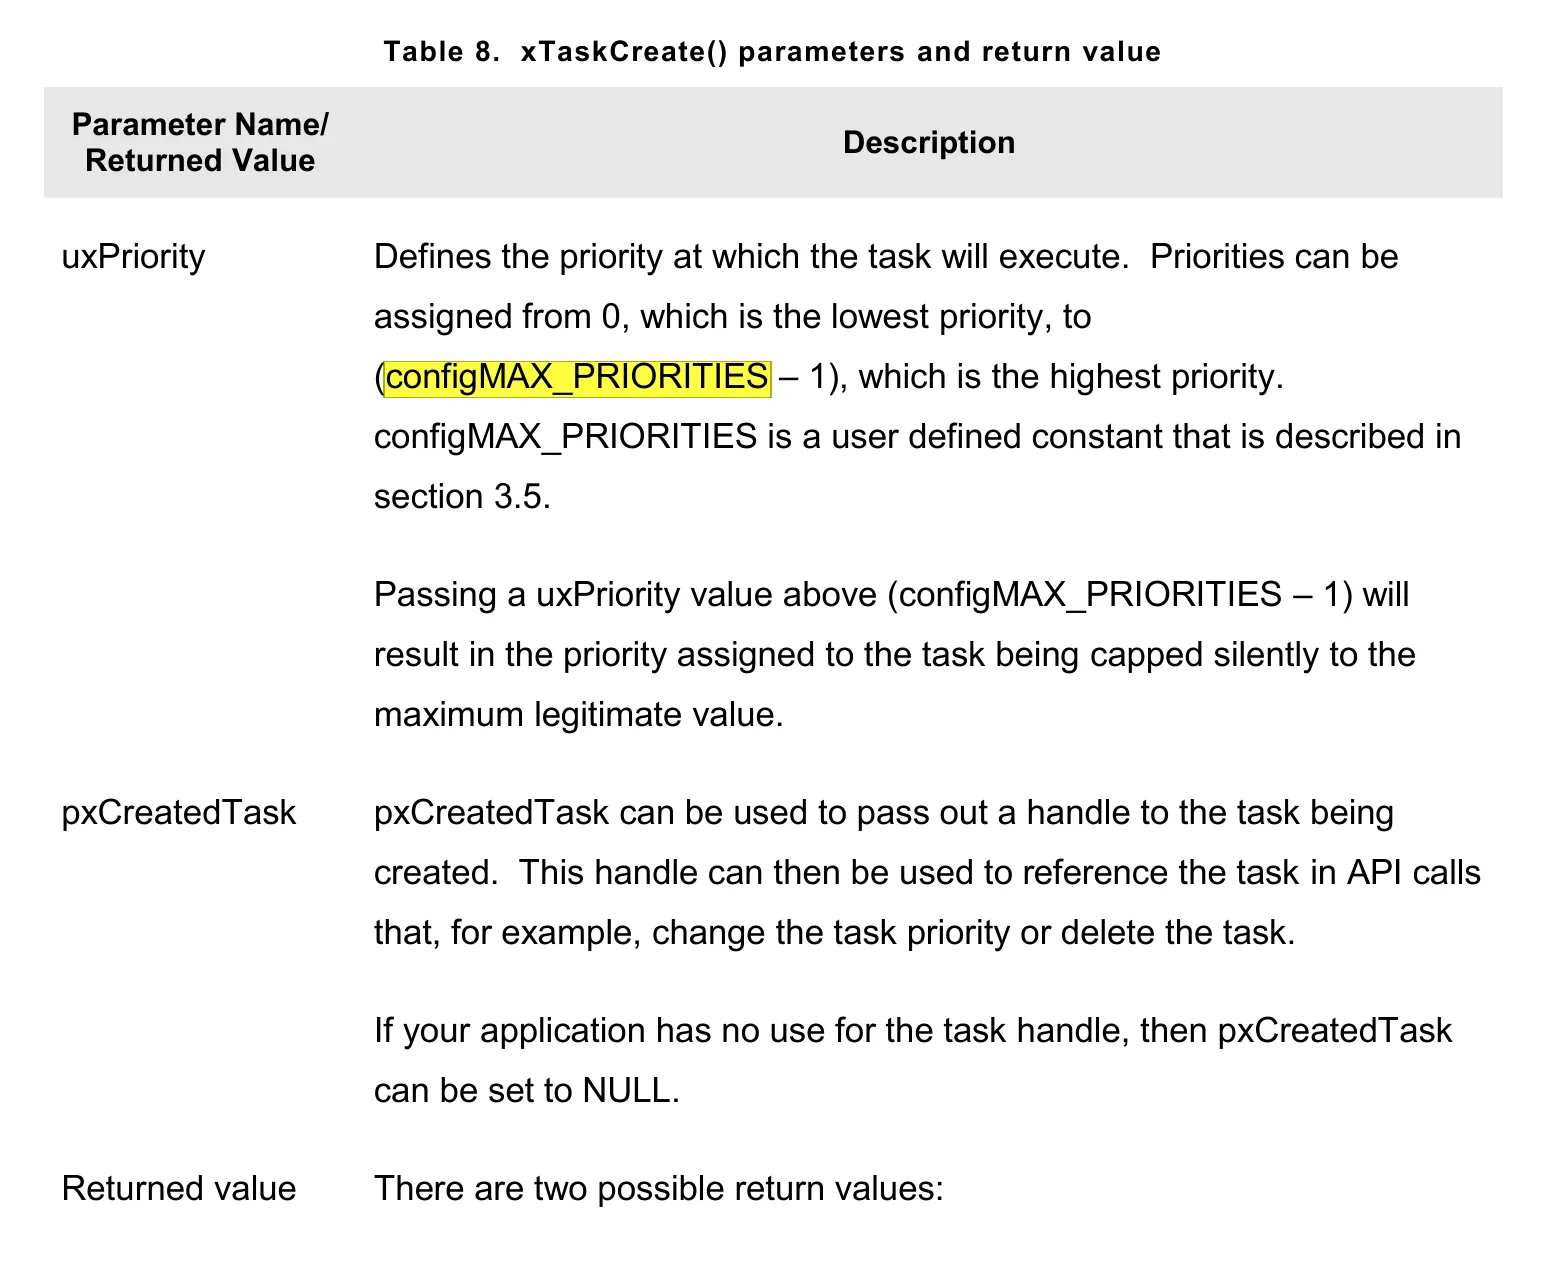 Table 8.  xTaskCreate() parameters and return value
Parameter Name/
Returned Value
Description
uxPriority
Defines the priority at which the task will execute.  Priorities can be
assigned from 0, which is the lowest priority, to
(configMAX_PRIORITIES – 1), which is the highest priority.
configMAX_PRIORITIES is a user defined constant that is described in
section 3.5.
Passing a uxPriority value above (configMAX_PRIORITIES – 1) will
result in the priority assigned to the task being capped silently to the
maximum legitimate value.
pxCreatedTask
pxCreatedTask can be used to pass out a handle to the task being
created.  This handle can then be used to reference the task in API calls
that, for example, change the task priority or delete the task.
If your application has no use for the task handle, then pxCreatedTask
can be set to NULL.
Returned value
There are two possible return values: